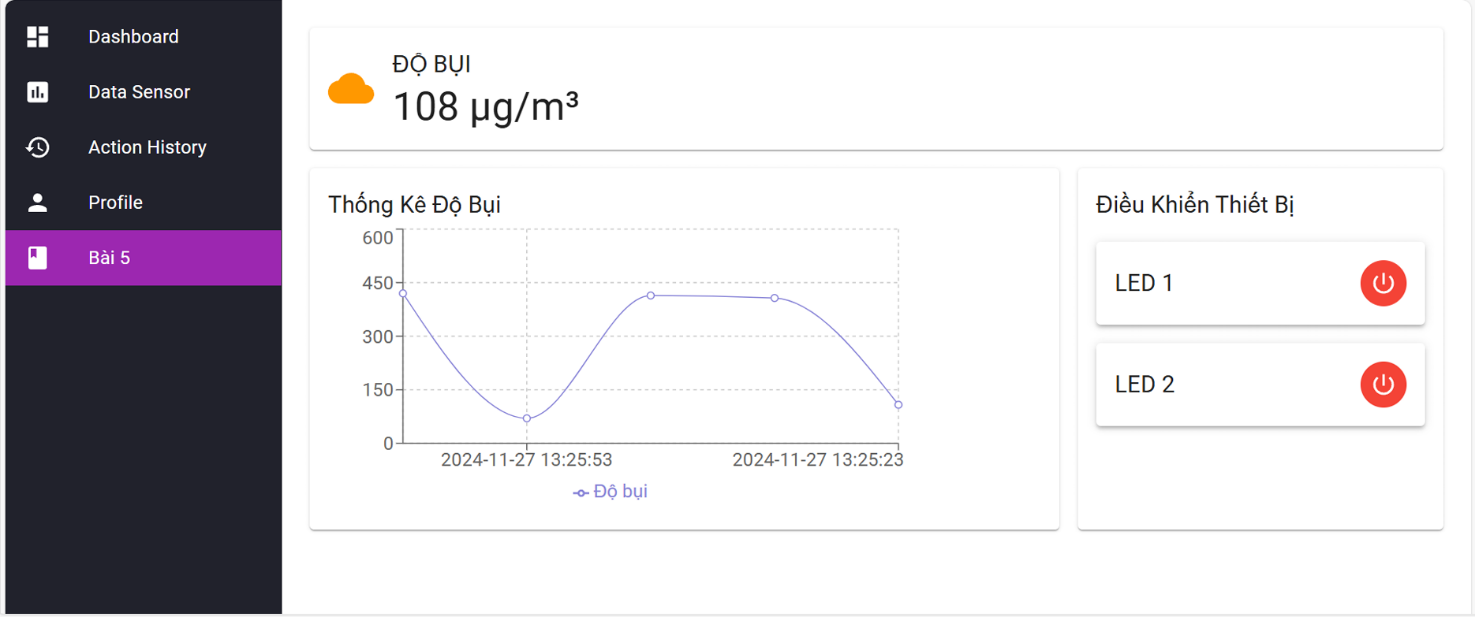 Dashboard
Data Sensor
Action History
Profile
Bài 5
ĐỘ BỤI
108 µg/m³
Thống Kê Độ Bụi
600
450
300
150
0
2024-11-27 13:25:53
2024-11-27 13:25:23
Độ bụi
Điều Khiển Thiết Bị
LED 1
LED 2